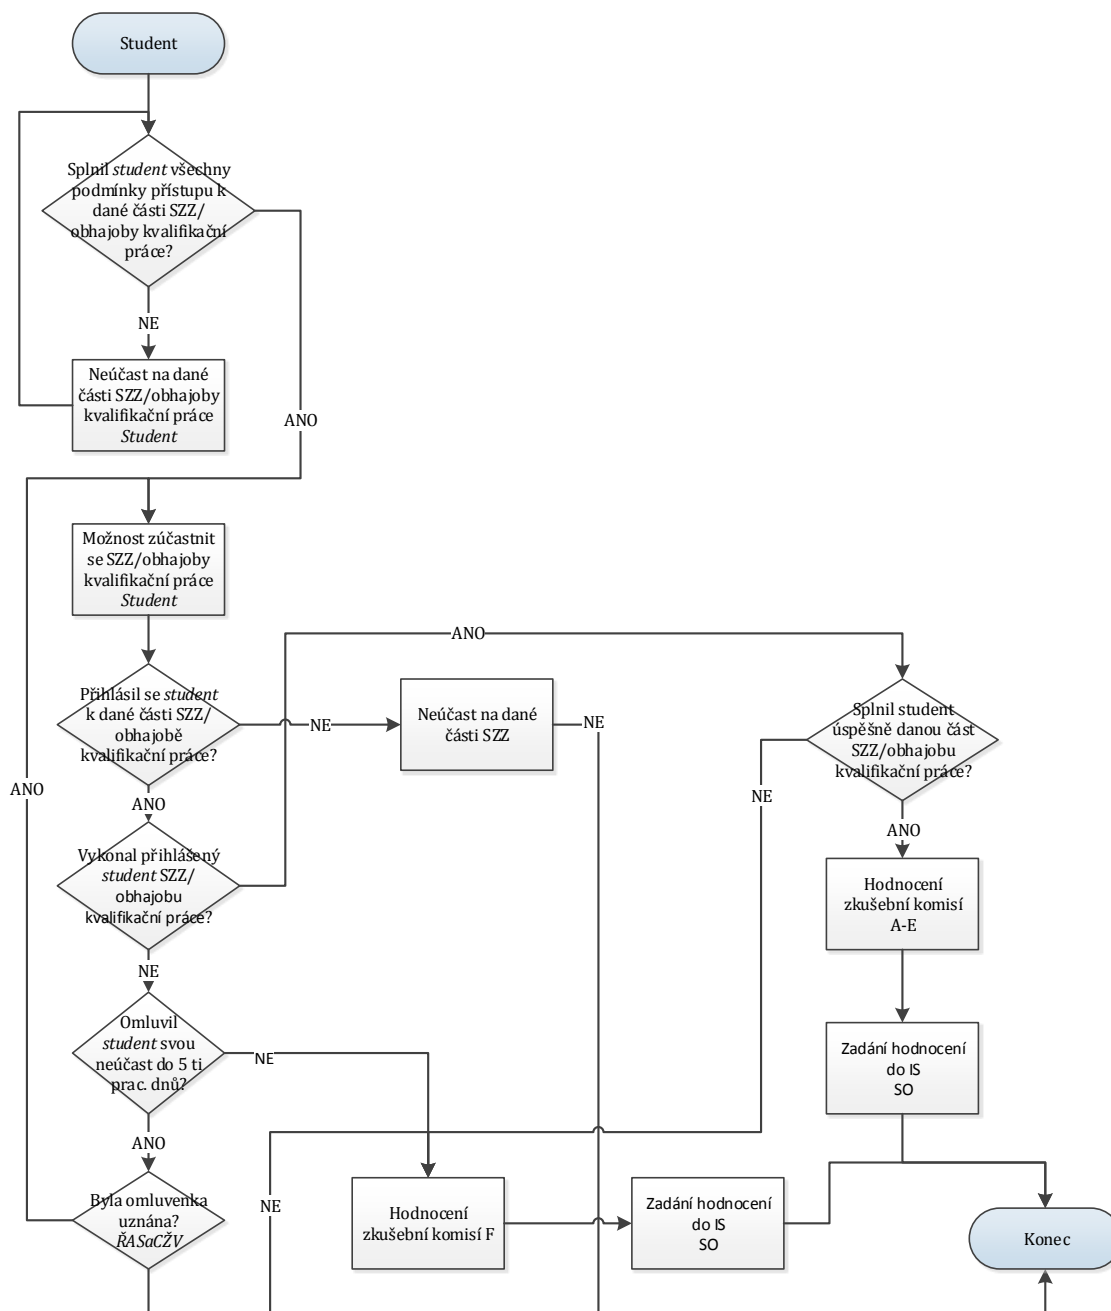 Student
Splnil student všechny
podmínky přístupu k
dané části SZZ/
obhajoby kvalifikační
práce?
NE
Neúčast na dané
části SZZ/obhajoby
kvalifikační práce
Student
ANO
Možnost zúčastnit
se SZZ/obhajoby
kvalifikační práce
Student
ANO
Přihlásil se student
k dané části SZZ/
obhajobě
kvalifikační práce?
NE
Neúčast na dané
části SZZ
NE
Splnil student
úspěšně danou část
SZZ/obhajobu
kvalifikační práce?
ANO
NE
ANO
Vykonal přihlášený
student SZZ/
obhajobu
kvalifikační práce?
ANO
Hodnocení
zkušební komisí
A-E
NE
Omluvil
student svou
neúčast do 5 ti
prac. dnů?
NE
Zadání hodnocení
do IS
SO
ANO
Byla omluvenka
uznána?
ŘASaCŽV
NE
Hodnocení
zkušební komisí F
Zadání hodnocení
do IS
SO
Konec